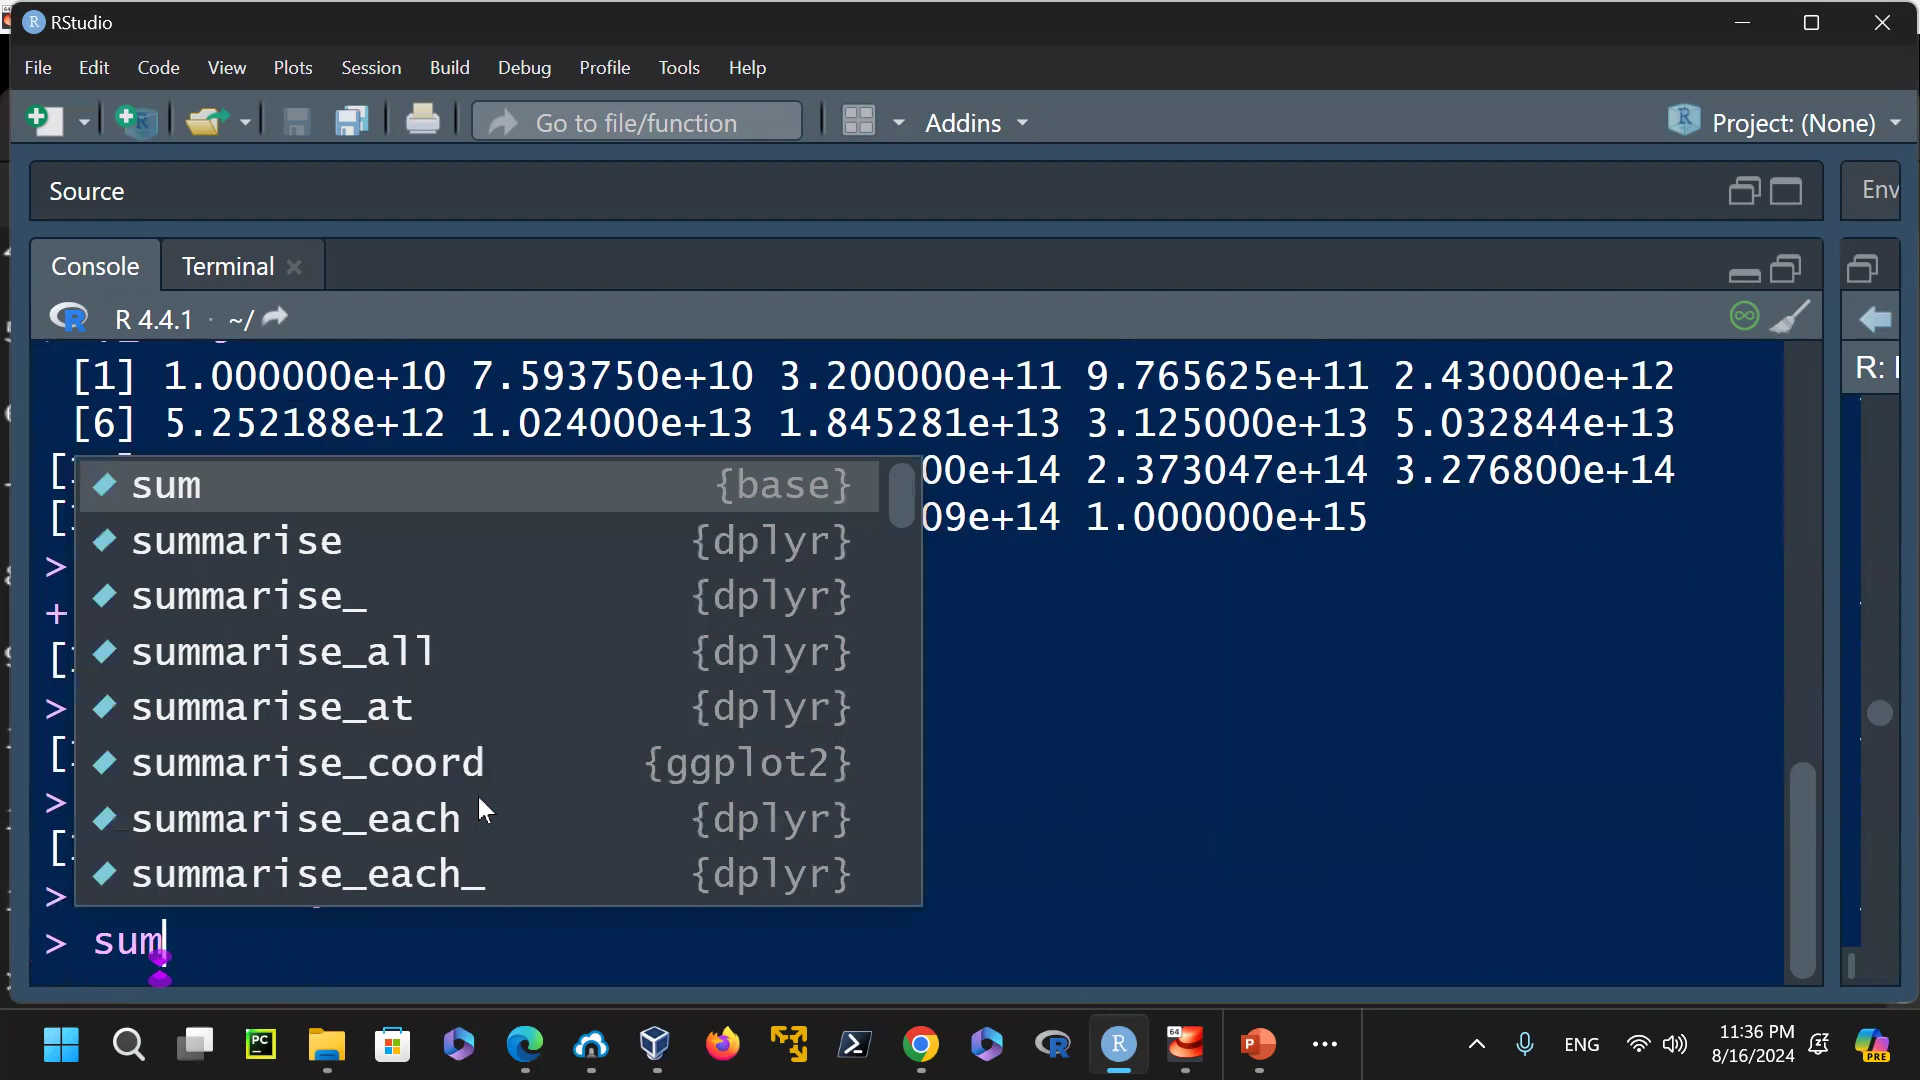 RStudio
File Edit Code View Plots Session Build Debug Profile Tools Help
Go to file/function Addins Project: (None)
Source Env
Console Terminal
R 4.4.1 · ~/
[1] 1.000000e+10 7.593750e+10 3.200000e+11 9.765625e+11 2.430000e+12
R:
[6] 5.252188e+12 1.024000e+13 1.845281e+13 3.125000e+13 5.032844e+13
00e+14 2.373047e+14 3.276800e+14
sum {base}
09e+14 1.000000e+15
summarise {dplyr}
>
summarise_ {dplyr}
+
summarise_all {dplyr}
>
summarise_at {dplyr}
summarise_coord {ggplot2}
>
summarise_each {dplyr}
summarise_each_ {dplyr}
>
> sum
PC 64 R R P PRE
ENG 11:36 PM
8/16/2024